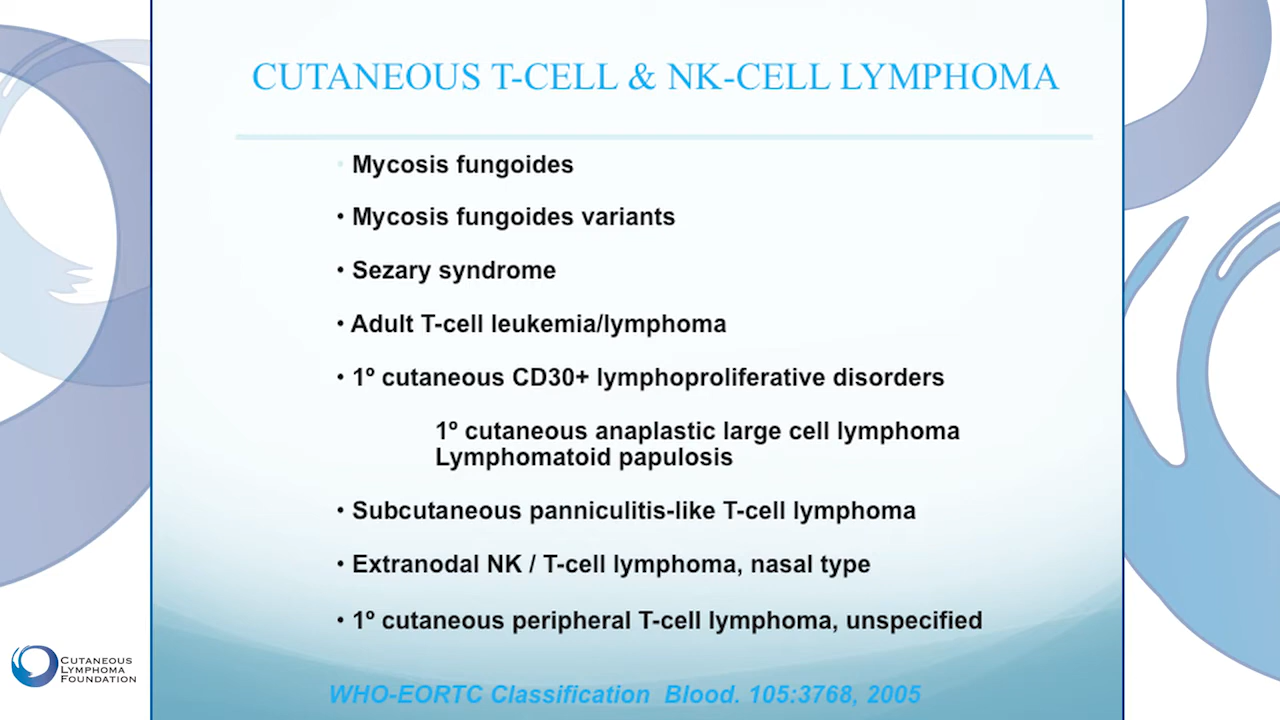 CUTANEOUS T-CELL & NK-CELL LYMPHOMA
• Mycosis fungoides
• Mycosis fungoides variants
• Sezary syndrome
• Adult T-cell leukemia/lymphoma
• 1º cutaneous CD30+ lymphoproliferative disorders
1º cutaneous anaplastic large cell lymphoma
Lymphomatoid papulosis
• Subcutaneous panniculitis-like T-cell lymphoma
• Extranodal NK / T-cell lymphoma, nasal type
• 1º cutaneous peripheral T-cell lymphoma, unspecified
WHO-EORTC Classification Blood. 105:3768, 2005
CUTANEOUS
LYMPHOMA
FOUNDATION